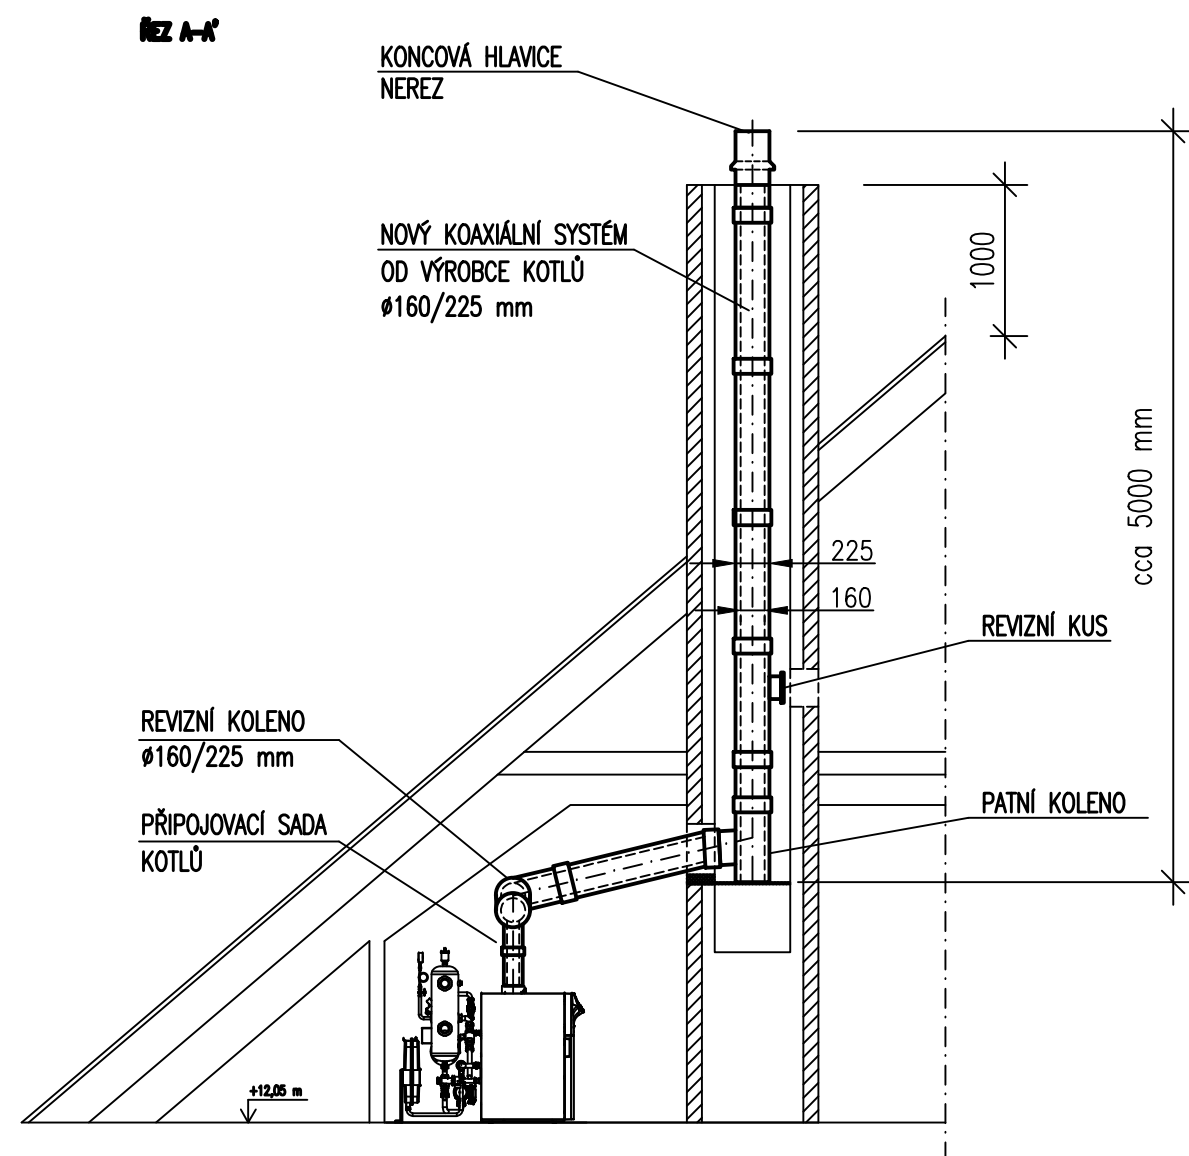 ŘEZ A-A'
KONCOVÁ HLAVICE
NEREZ
NOVÝ KOAXIÁLNÍ SYSTÉM
OD VÝROBCE KOTLŮ
ø160/225 mm
1000
cca 5000 mm
225
160
REVIZNÍ KUS
REVIZNÍ KOLENO
ø160/225 mm
PATNÍ KOLENO
PŘIPOJOVACÍ SADA
KOTLŮ
+12,05 m